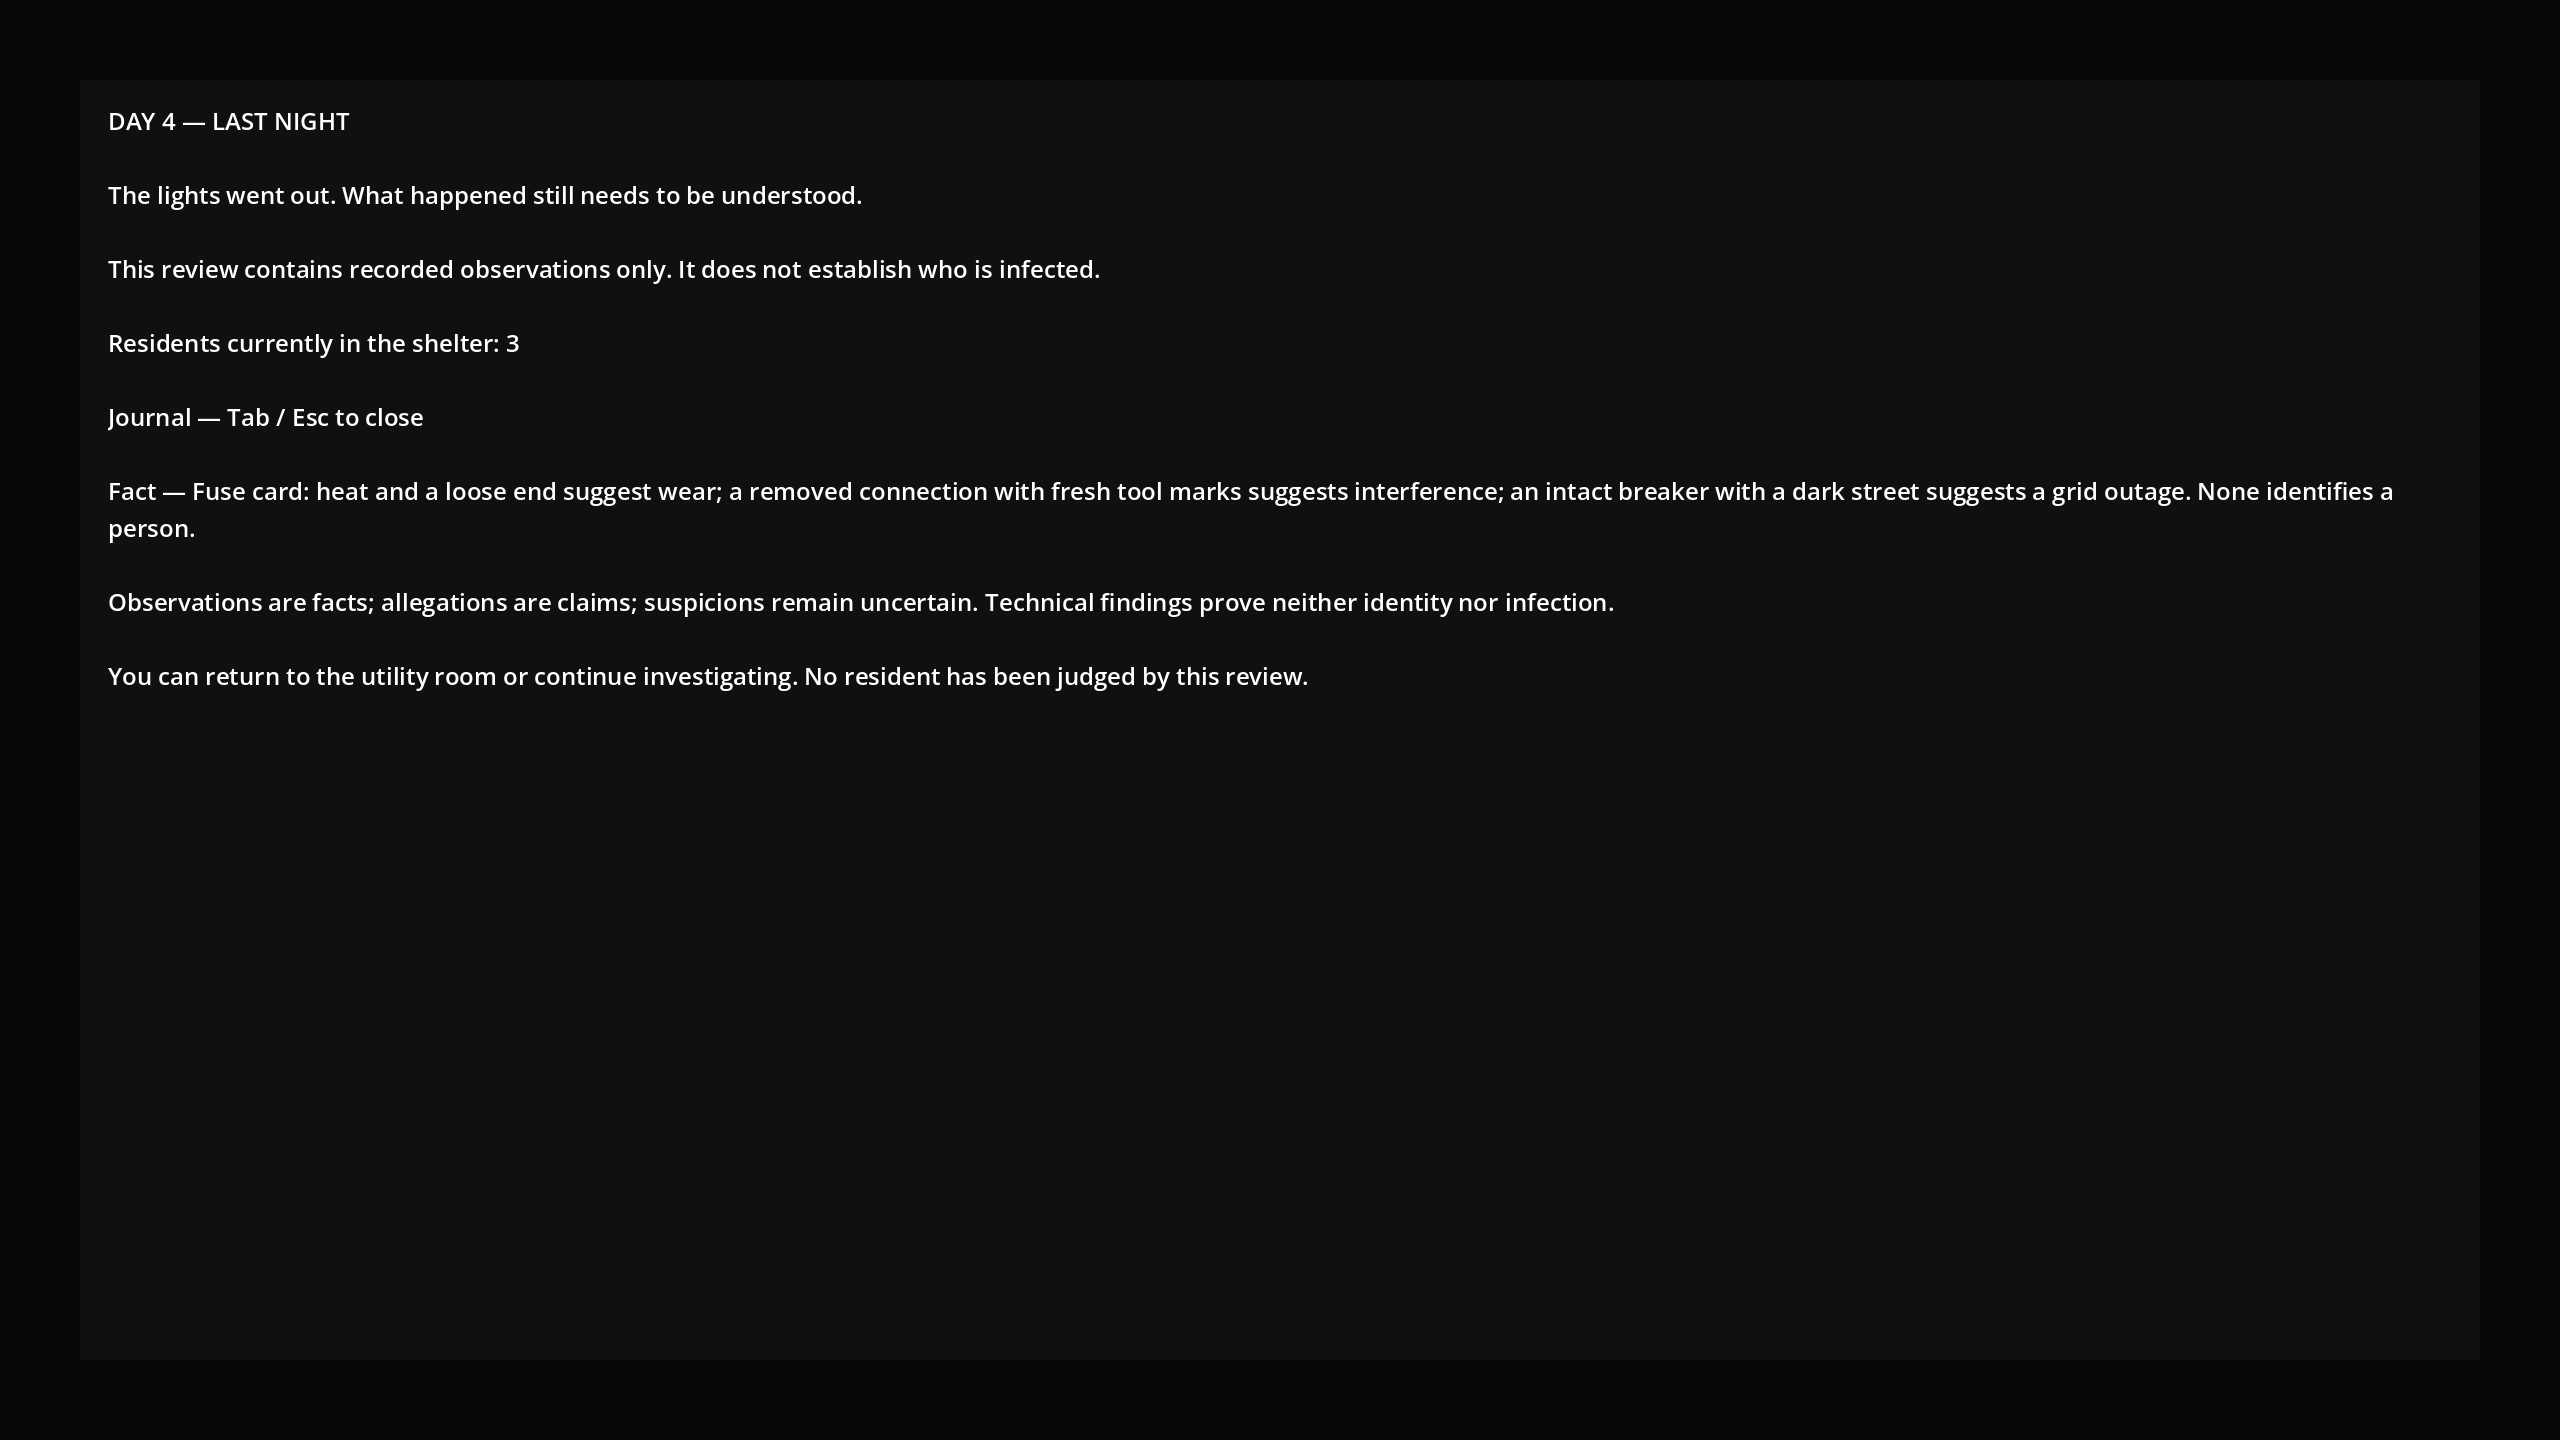 DAY 4 — LAST NIGHT
The lights went out. What happened still needs to be understood.
This review contains recorded observations only. It does not establish who is infected.
Residents currently in the shelter: 3
Journal — Tab / Esc to close
Fact — Fuse card: heat and a loose end suggest wear; a removed connection with fresh tool marks suggests interference; an intact breaker with a dark street suggests a grid outage. None identifies a
person.
Observations are facts; allegations are claims; suspicions remain uncertain. Technical findings prove neither identity nor infection.
You can return to the utility room or continue investigating. No resident has been judged by this review.